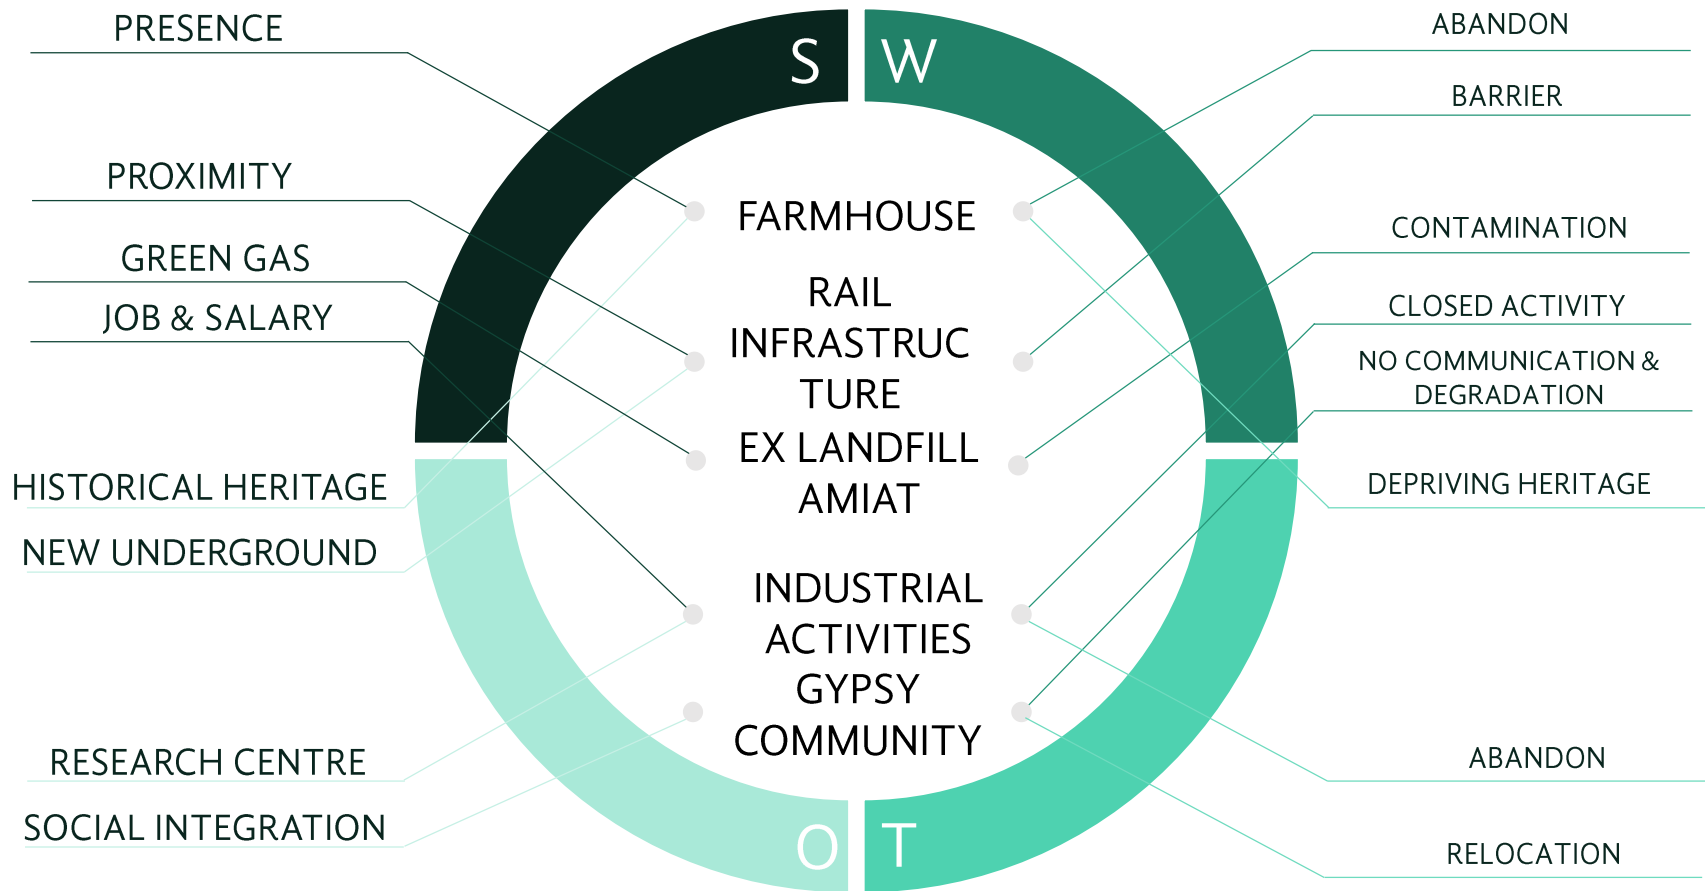 PRESENCE
PROXIMITY
GREEN GAS
JOB & SALARY
HISTORICAL HERITAGE
NEW UNDERGROUND
RESEARCH CENTRE
SOCIAL INTEGRATION
S
W
O
T
FARMHOUSE
RAIL
INFRASTRUC
TURE
EX LANDFILL
AMIAT
INDUSTRIAL
ACTIVITIES
GYPSY
COMMUNITY
ABANDON
BARRIER
CONTAMINATION
CLOSED ACTIVITY
NO COMMUNICATION &
DEGRADATION
DEPRIVING HERITAGE
ABANDON
RELOCATION